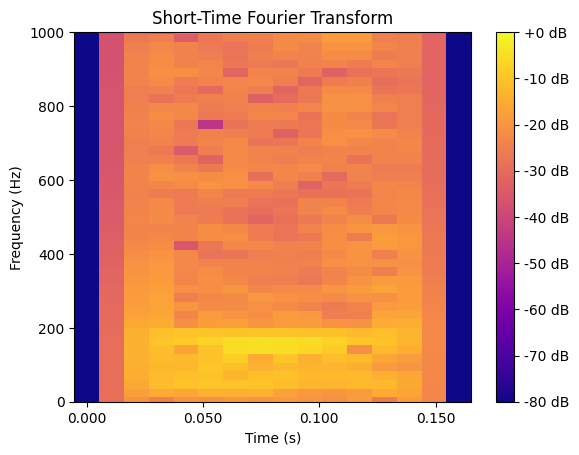 Short-Time Fourier Transform
Frequency (Hz)
1000
800
600
400
200
0
0.000
0.050
0.100
0.150
Time (s)
+0 dB
-10 dB
-20 dB
-30 dB
-40 dB
-50 dB
-60 dB
-70 dB
-80 dB